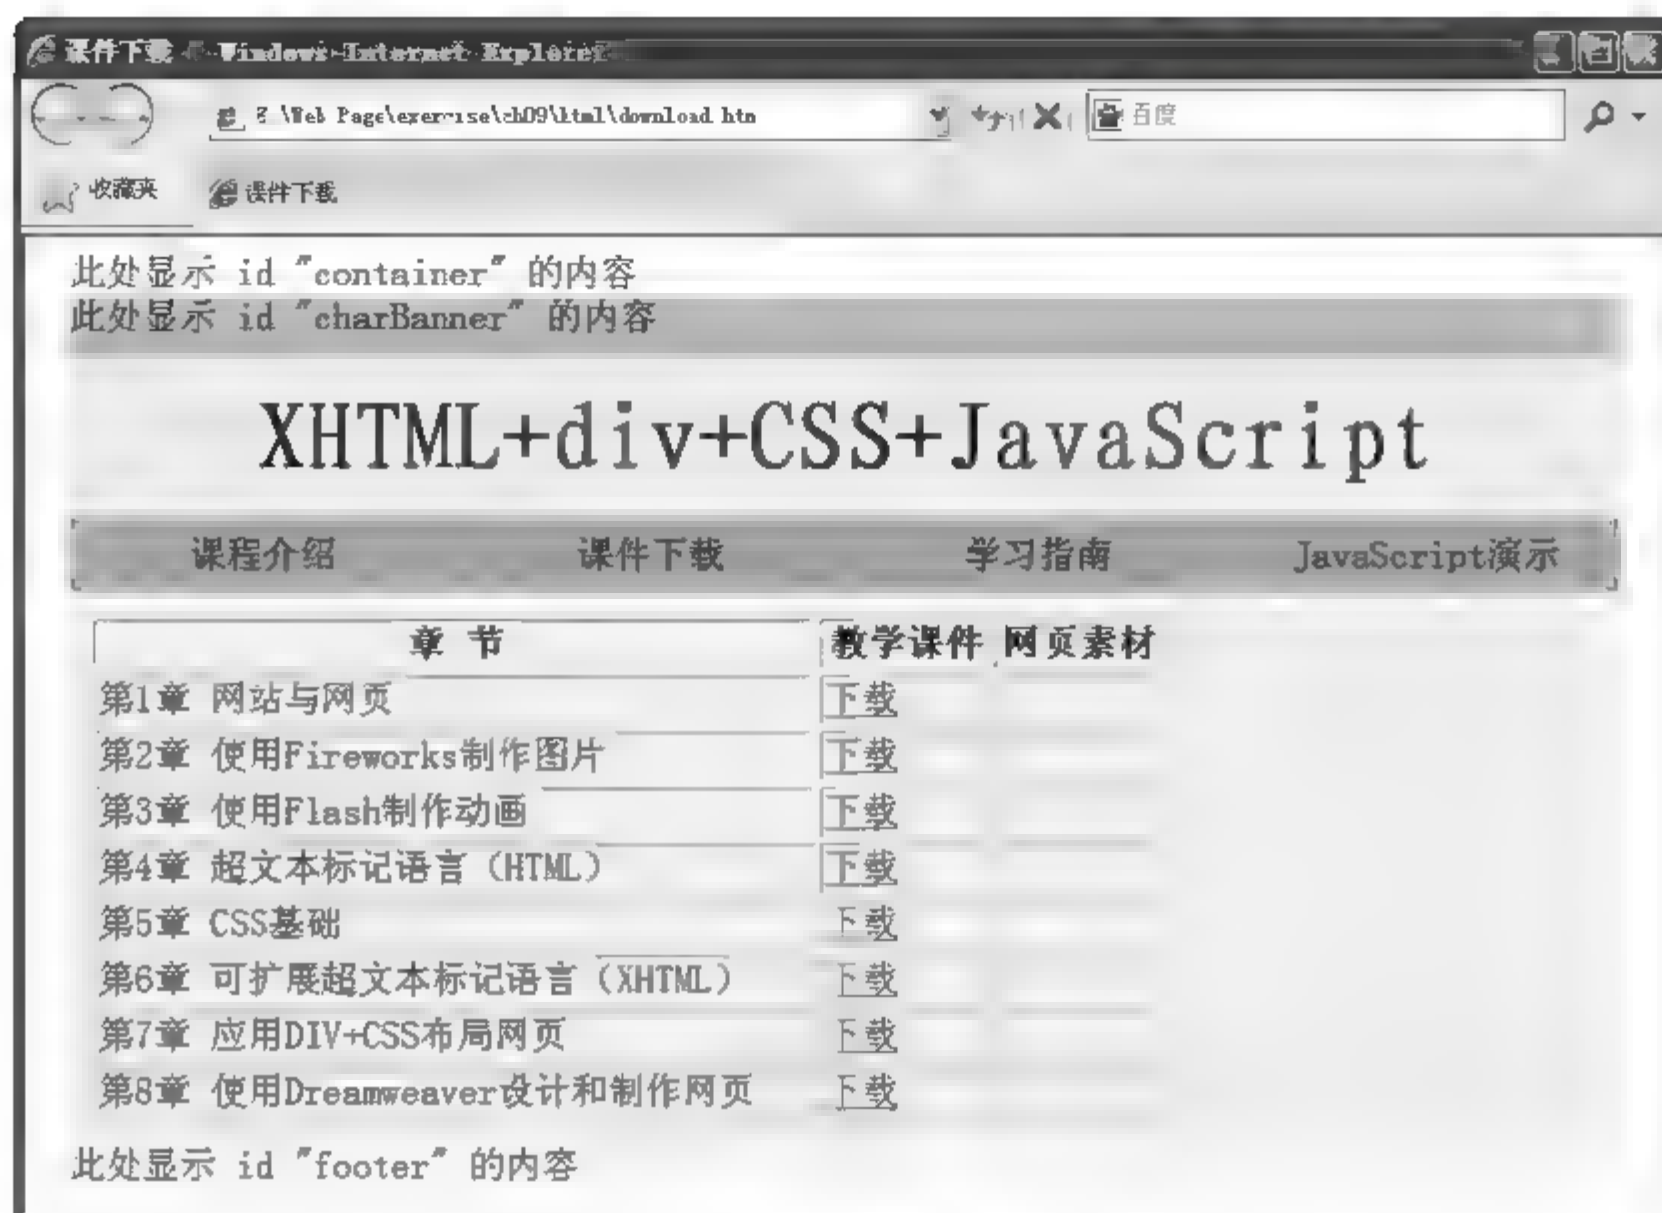 课件下载 - Windows Internet Explorer
\Web Page\exercise\ch09\html\download.htm 百度
收藏夹 课件下载
此处显示 id "container" 的内容
此处显示 id "charBanner" 的内容
XHTML+div+CSS+JavaScript
课程介绍 课件下载 学习指南 JavaScript演示
章 节 教学课件 网页素材
第1章 网站与网页 下载
第2章 使用Fireworks制作图片 下载
第3章 使用Flash制作动画 下载
第4章 超文本标记语言（HTML） 下载
第5章 CSS基础 下载
第6章 可扩展超文本标记语言（XHTML） 下载
第7章 应用DIV+CSS布局网页 下载
第8章 使用Dreamweaver设计和制作网页 下载
此处显示 id "footer" 的内容